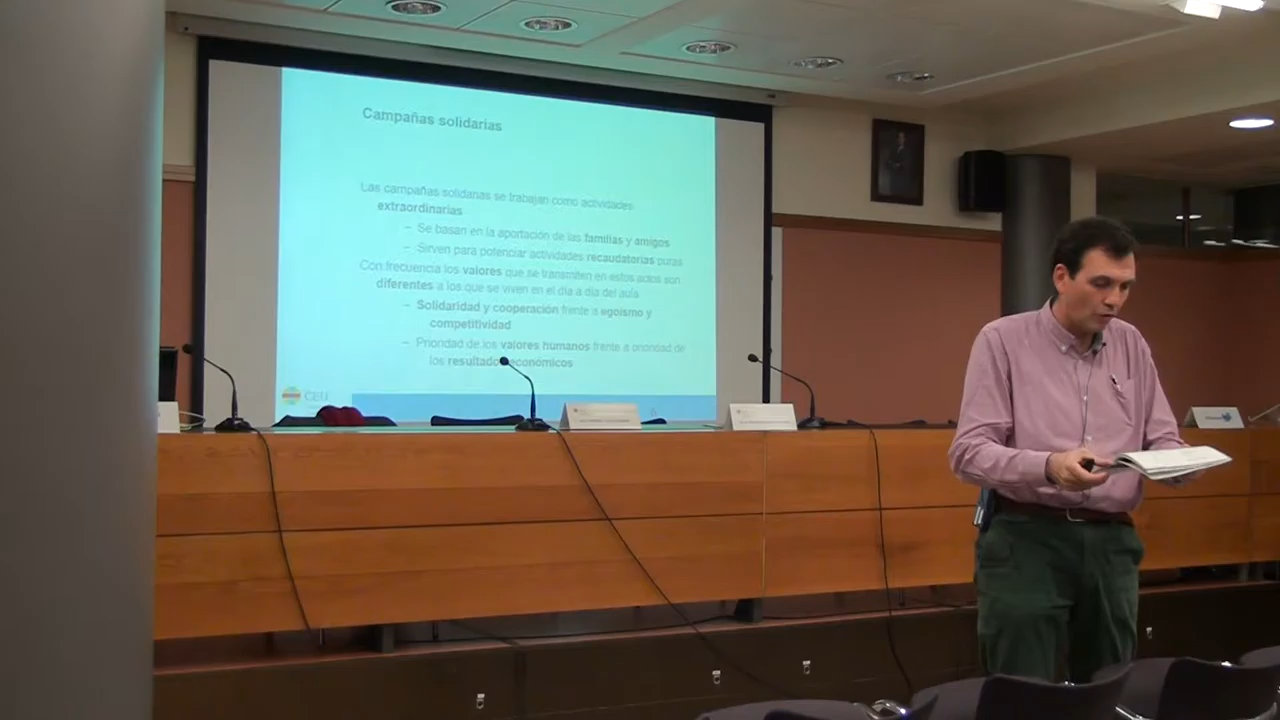 Campañas solidarias
Las campañas solidarias se trabajan como actividades
extraordinarias
– Se basan en la aportación de las familias y amigos
– Sirven para potenciar actividades recaudatorias puras
Con frecuencia los valores que se transmiten en estos actos son
diferentes a los que se viven en el día a día del aula
– Solidaridad y cooperación frente a egoísmo y
competitividad
– Prioridad de los valores humanos frente a prioridad de
los resultado económicos
CEU
6